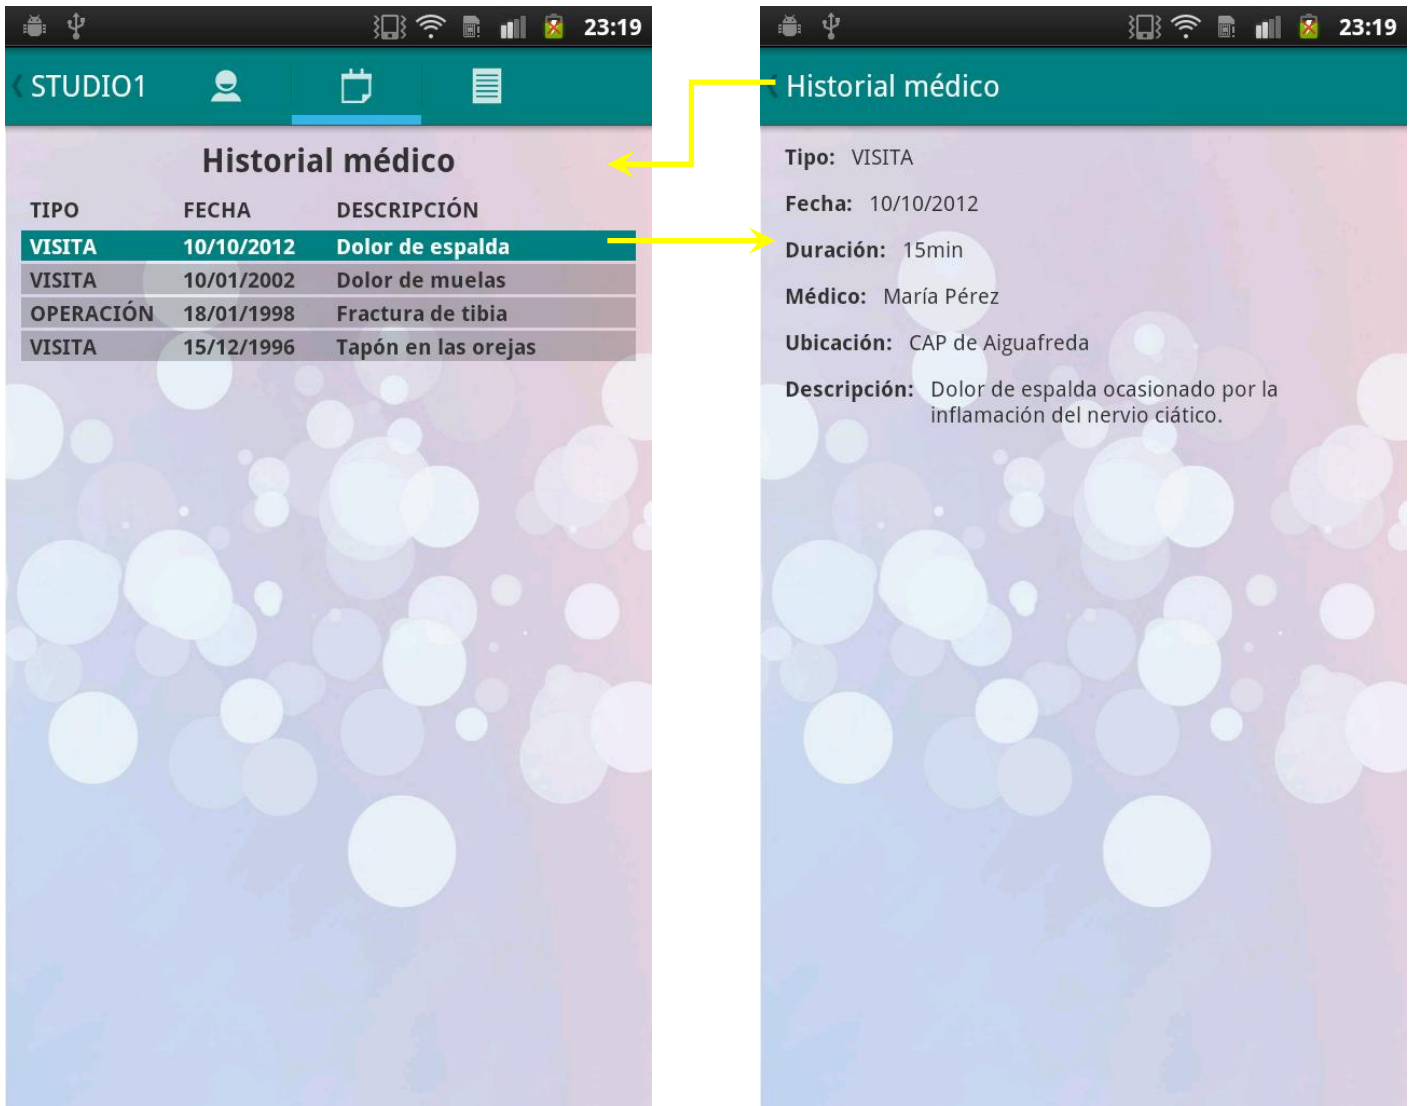 23:19
STUDIO1
Historial médico
TIPO FECHA DESCRIPCIÓN
VISITA 10/10/2012 Dolor de espalda
VISITA 10/01/2002 Dolor de muelas
OPERACIÓN 18/01/1998 Fractura de tibia
VISITA 15/12/1996 Tapón en las orejas
23:19
Historial médico
Tipo: VISITA
Fecha: 10/10/2012
Duración: 15min
Médico: María Pérez
Ubicación: CAP de Aiguafreda
Descripción: Dolor de espalda ocasionado por la
inflamación del nervio ciático.